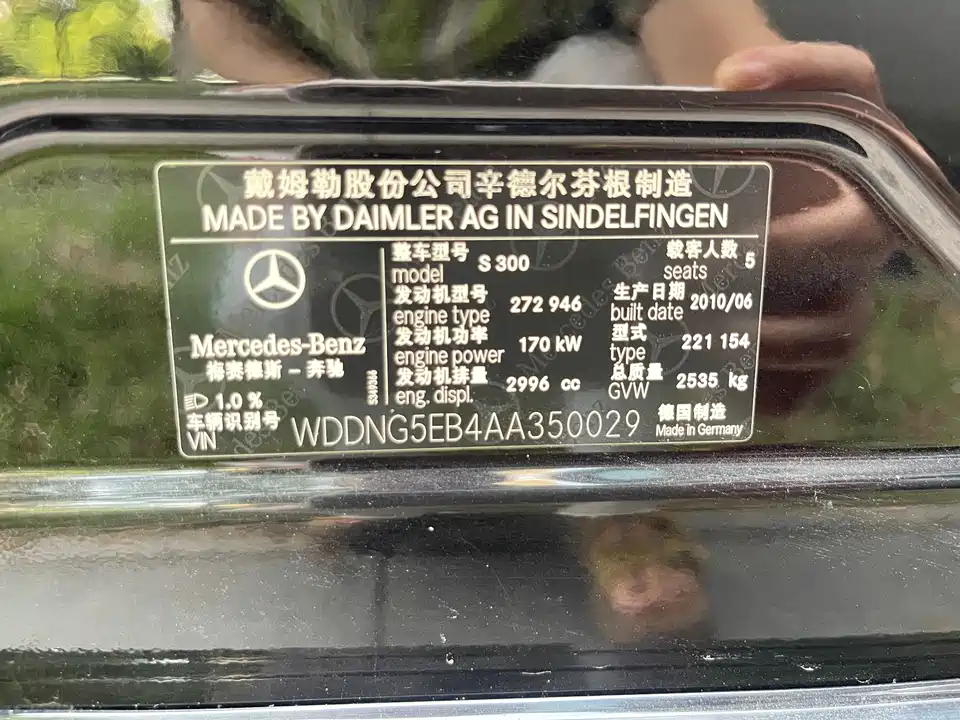 戴姆勒股份公司辛德尔芬根制造
MADE BY DAIMLER AG IN SINDELFINGEN
Mercedes-Benz
梅赛德斯－奔驰
1.0 %
整车型号
model S 300
载客人数
seats 5
发动机型号
engine type 272 946
生产日期
built date 2010/06
发动机功率
engine power 170 kW
型式
type 221 154
发动机排量
eng. displ. 2996 cc
总质量
GVW 2535 kg
车辆识别号
VIN WDDNG5EB4AA350029
德国制造
Made in Germany